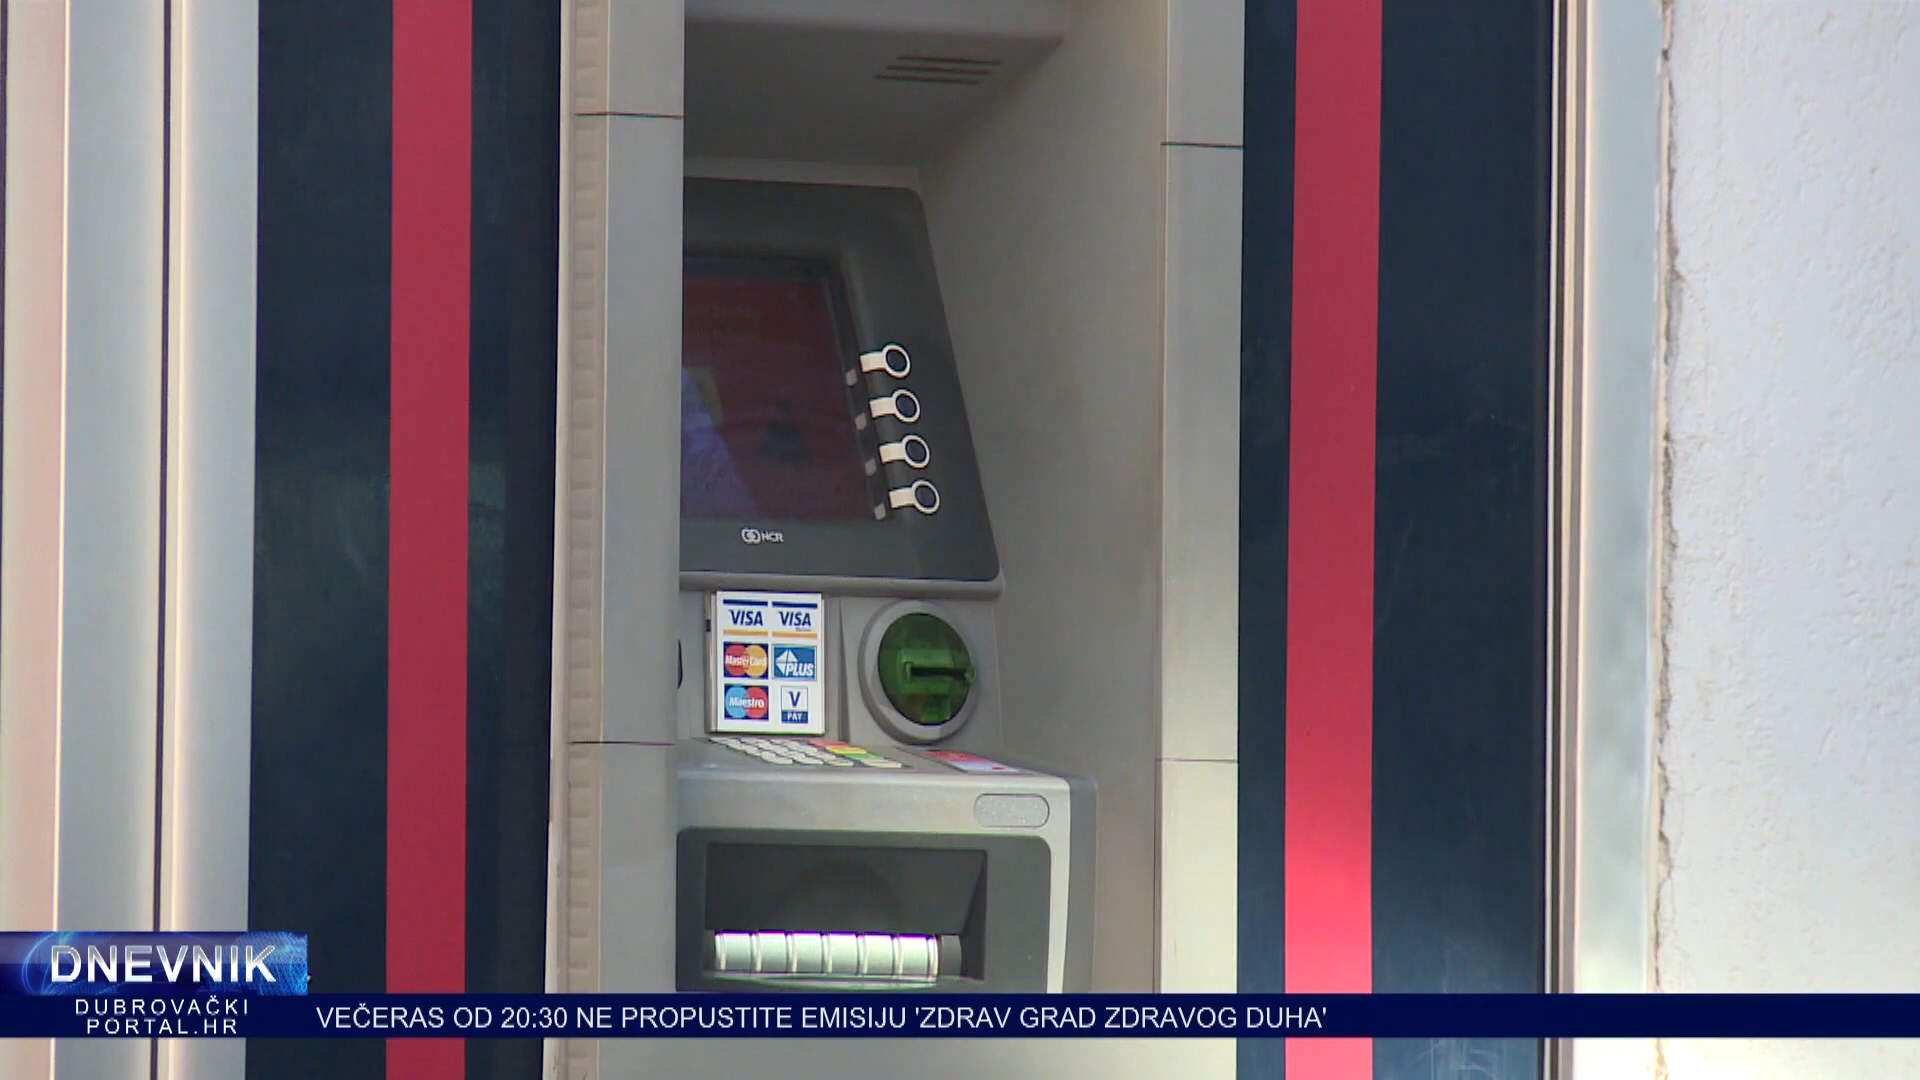 NCR
VISA VISA
MasterCard PLUS
Maestro V
PAY
DNEVNIK
DUBROVAČKI
PORTAL.HR
VEČERAS OD 20:30 NE PROPUSTITE EMISIJU 'ZDRAV GRAD ZDRAVOG DUHA'